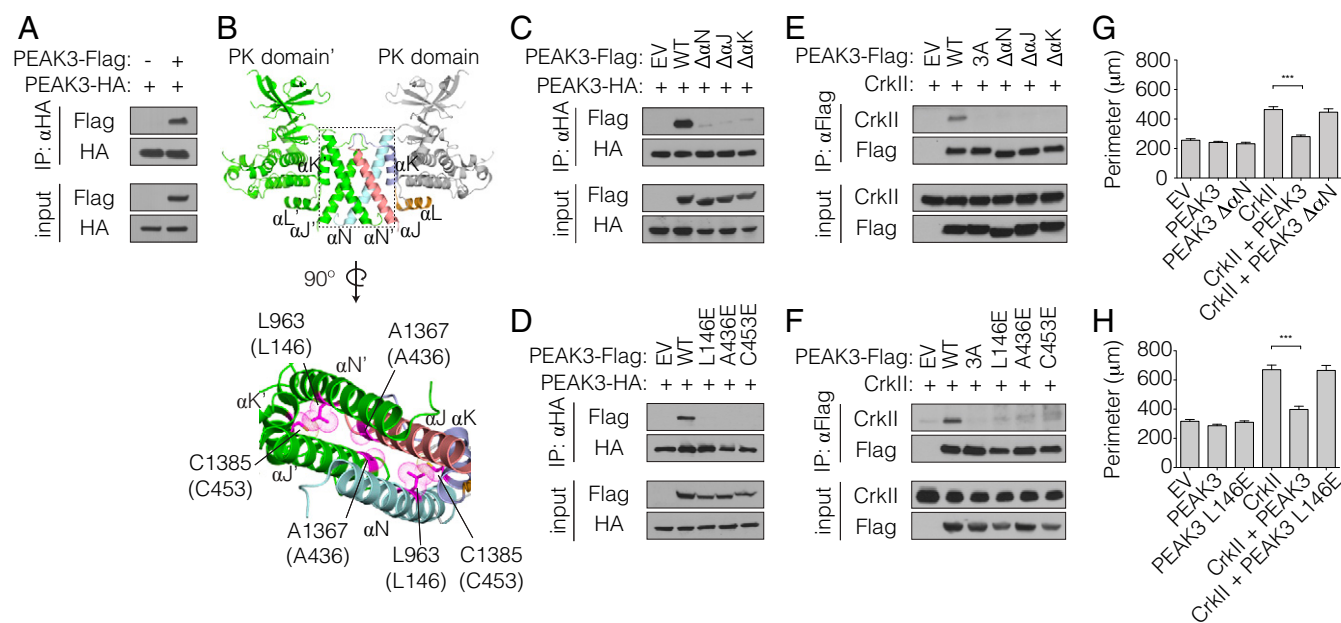 A
PEAK3-Flag: - +
PEAK3-HA: + +
IP: αHA
Flag
HA
input
Flag
HA
B
PK domain' PK domain
αK' αK
αL' αL
αJ' αN αN' αJ
90°
L963
(L146)
A1367
(A436)
αN'
αK'
αJ αK
C1385
(C453)
αJ'
A1367
(A436)
αN
L963
(L146)
C1385
(C453)
C
PEAK3-Flag: EV WT ΔαN ΔαJ ΔαK
PEAK3-HA: + + + + +
IP: αHA
Flag
HA
input
Flag
HA
D
PEAK3-Flag: EV WT L146E A436E C453E
PEAK3-HA: + + + + +
IP: αHA
Flag
HA
input
Flag
HA
E
PEAK3-Flag: EV WT 3A ΔαN ΔαJ ΔαK
CrkII: + + + + + +
IP: αFlag
CrkII
Flag
input
CrkII
Flag
F
PEAK3-Flag: EV WT 3A L146E A436E C453E
CrkII: + + + + + +
IP: αFlag
CrkII
Flag
input
CrkII
Flag
G
Perimeter (μm)
800
600
400
200
0
***
EV
PEAK3
PEAK3 ΔαN
CrkII
CrkII + PEAK3
CrkII + PEAK3 ΔαN
H
Perimeter (μm)
800
600
400
200
0
***
EV
PEAK3
PEAK3 L146E
CrkII
CrkII + PEAK3
CrkII + PEAK3 L146E